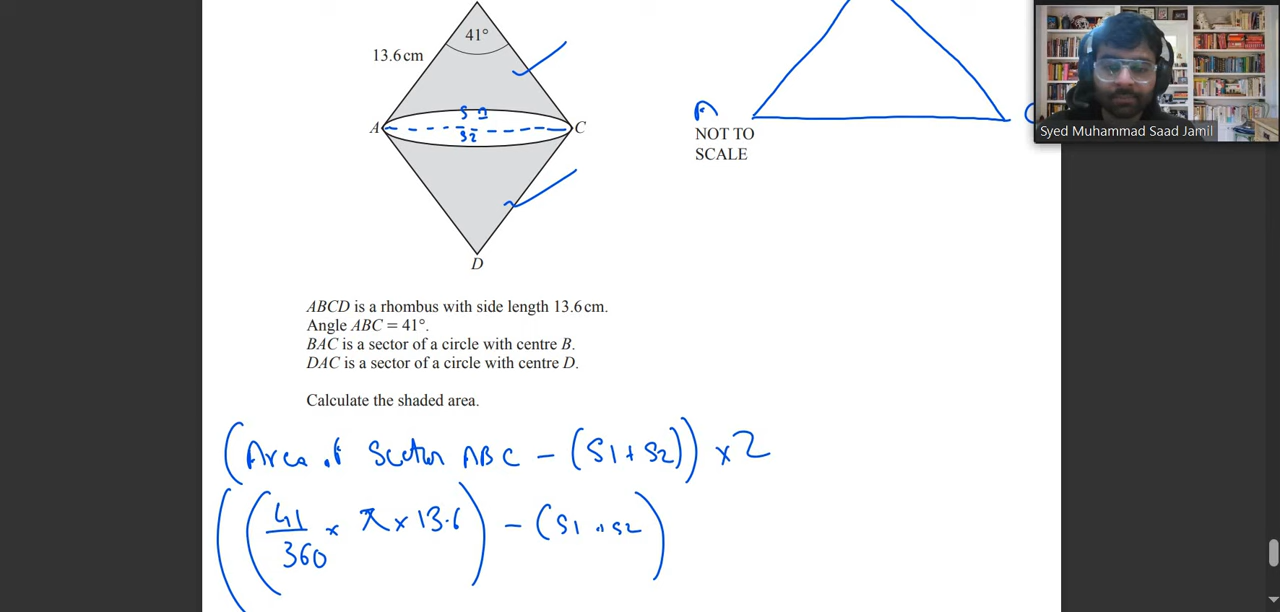 41°
13.6 cm
S1
S2
A
C
D
A
NOT TO
SCALE
Syed Muhammad Saad Jamil
ABCD is a rhombus with side length 13.6 cm.
Angle ABC = 41°.
BAC is a sector of a circle with centre B.
DAC is a sector of a circle with centre D.
Calculate the shaded area.
(Area of Sector ABC - (S1 + S2)) x 2
((41/360 x π x 13.6) - (S1 + S2)